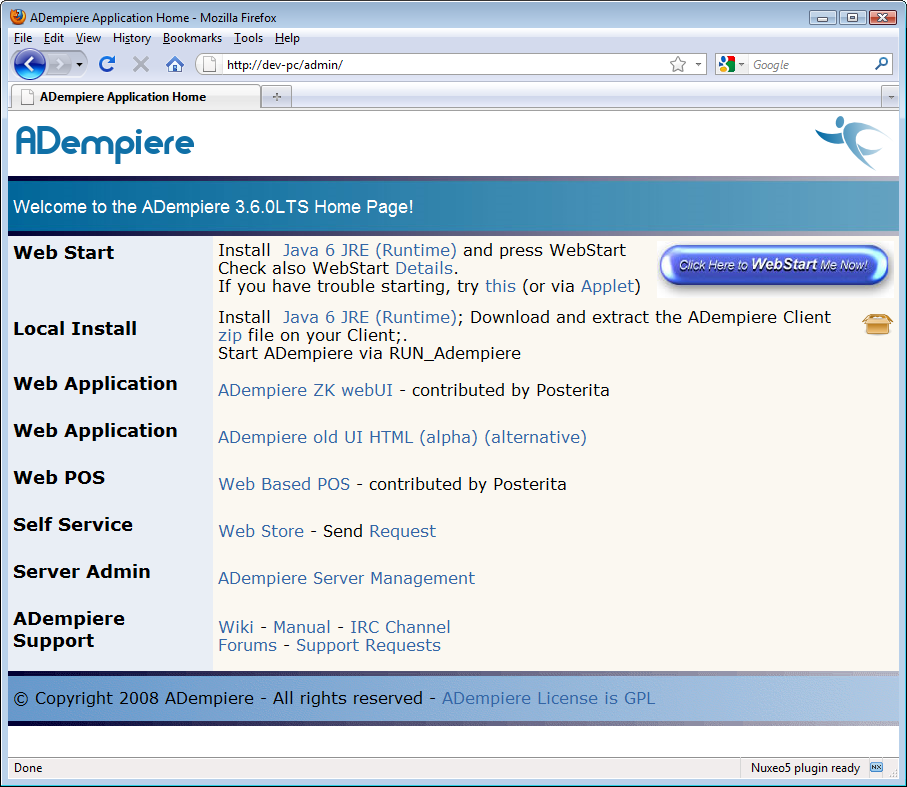 ADempiere Application Home - Mozilla Firefox
File Edit View History Bookmarks Tools Help
http://dev-pc/admin/
Google
ADempiere Application Home
ADempiere
Welcome to the ADempiere 3.6.0LTS Home Page!
Web Start
Install Java 6 JRE (Runtime) and press WebStart
Check also WebStart Details.
If you have trouble starting, try this (or via Applet)
Click Here to WebStart Me Now!
Local Install
Install Java 6 JRE (Runtime); Download and extract the ADempiere Client
zip file on your Client;.
Start ADempiere via RUN_Adempiere
Web Application
ADempiere ZK webUI - contributed by Posterita
Web Application
ADempiere old UI HTML (alpha) (alternative)
Web POS
Web Based POS - contributed by Posterita
Self Service
Web Store - Send Request
Server Admin
ADempiere Server Management
ADempiere
Support
Wiki - Manual - IRC Channel
Forums - Support Requests
© Copyright 2008 ADempiere - All rights reserved - ADempiere License is GPL
Done
Nuxeo5 plugin ready
NX